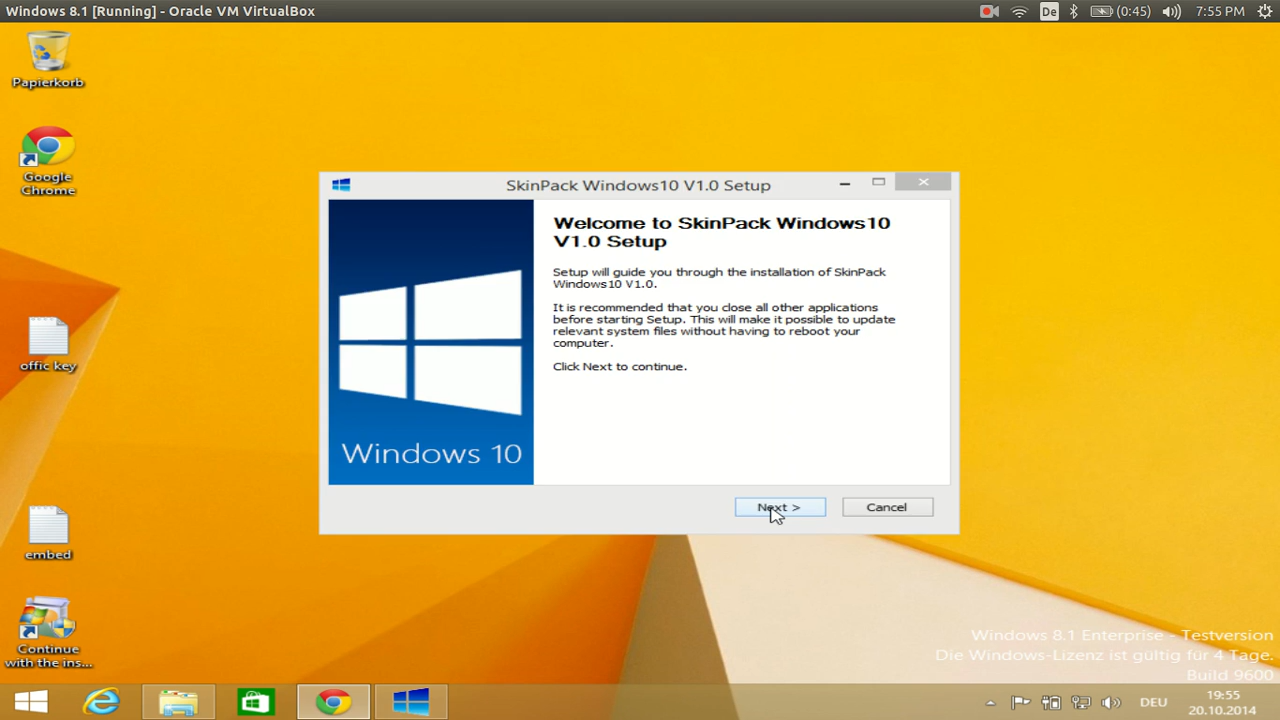 Windows 8.1 [Running] - Oracle VM VirtualBox
De
(0:45)
7:55 PM
Papierkorb
Google
Chrome
offic key
embed
Continue
with the ins...
SkinPack Windows10 V1.0 Setup
Windows 10
Welcome to SkinPack Windows10
V1.0 Setup
Setup will guide you through the installation of SkinPack
Windows10 V1.0.
It is recommended that you close all other applications
before starting Setup. This will make it possible to update
relevant system files without having to reboot your
computer.
Click Next to continue.
Next >
Cancel
Windows 8.1 Enterprise - Testversion
Die Windows-Lizenz ist gültig für 4 Tage.
Build 9600
DEU
19:55
20.10.2014